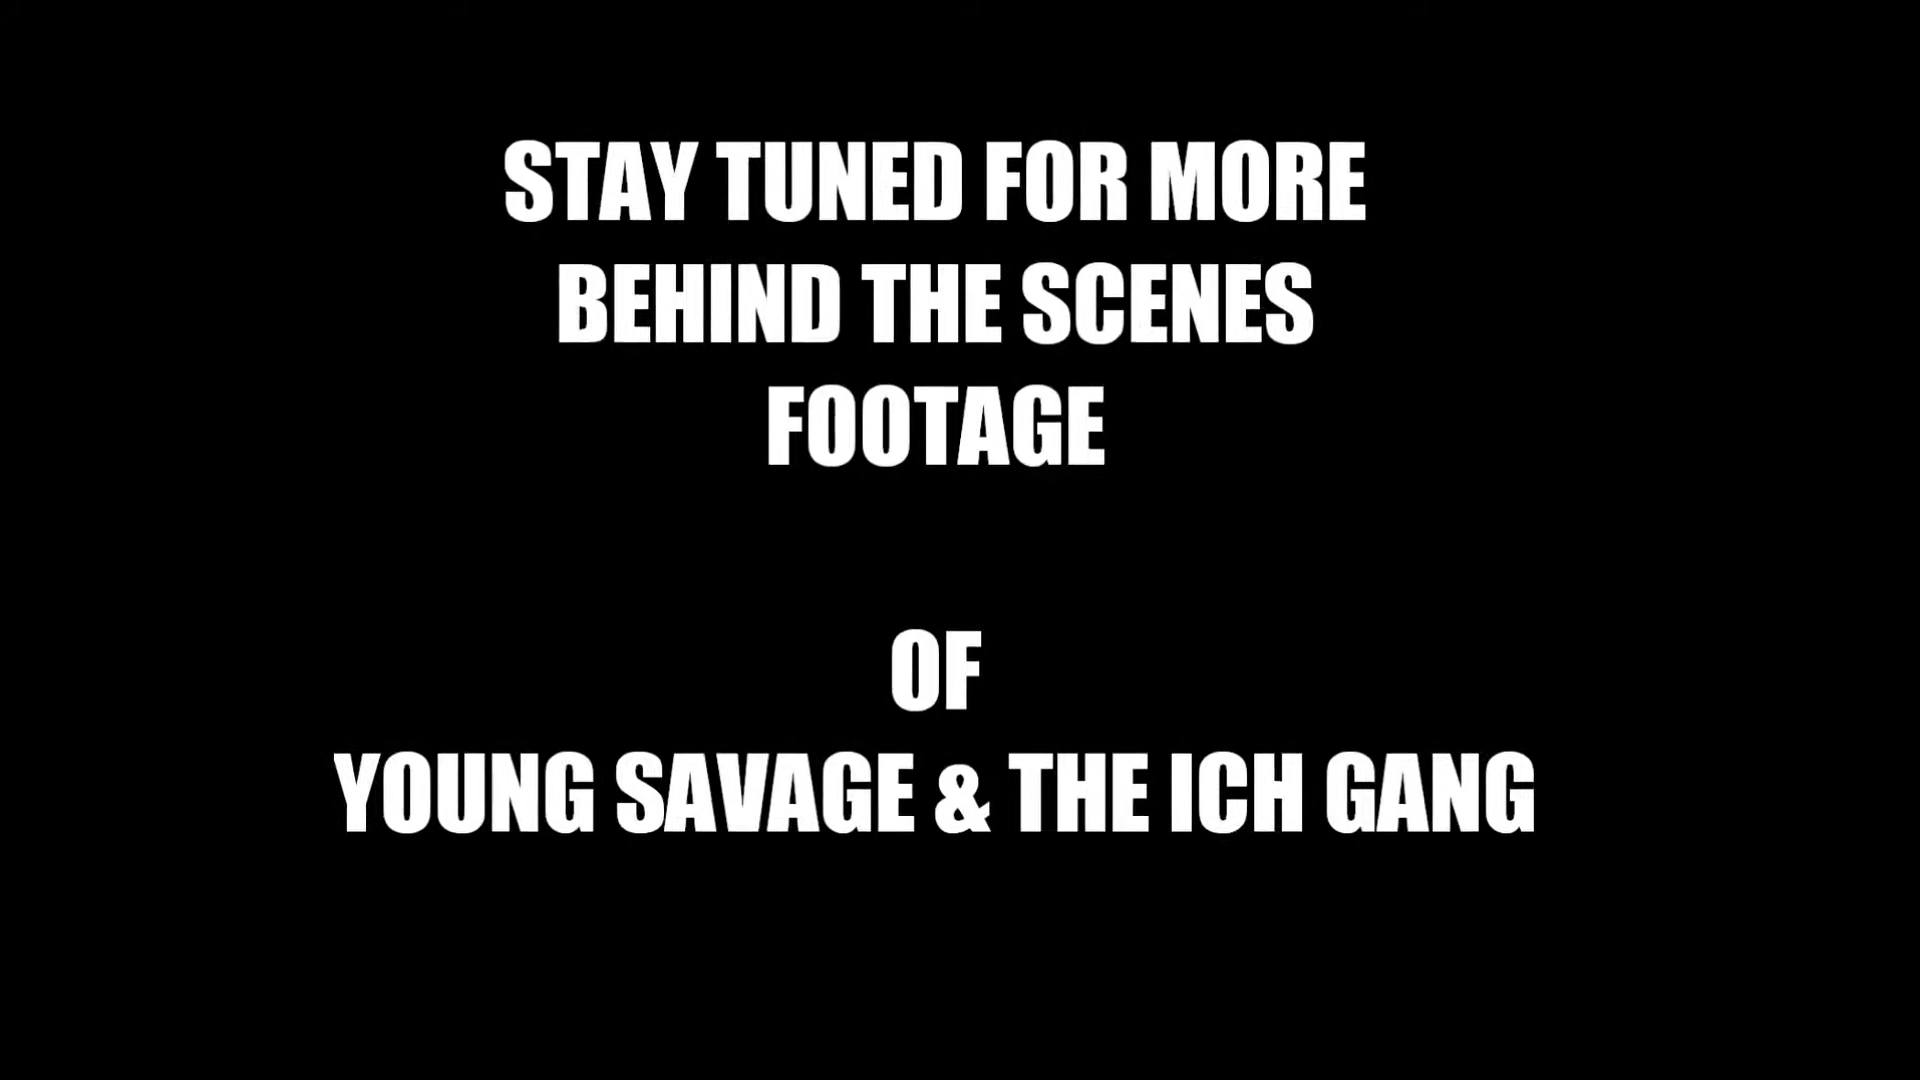 STAY TUNED FOR MORE
BEHIND THE SCENES
FOOTAGE
OF
YOUNG SAVAGE & THE ICH GANG